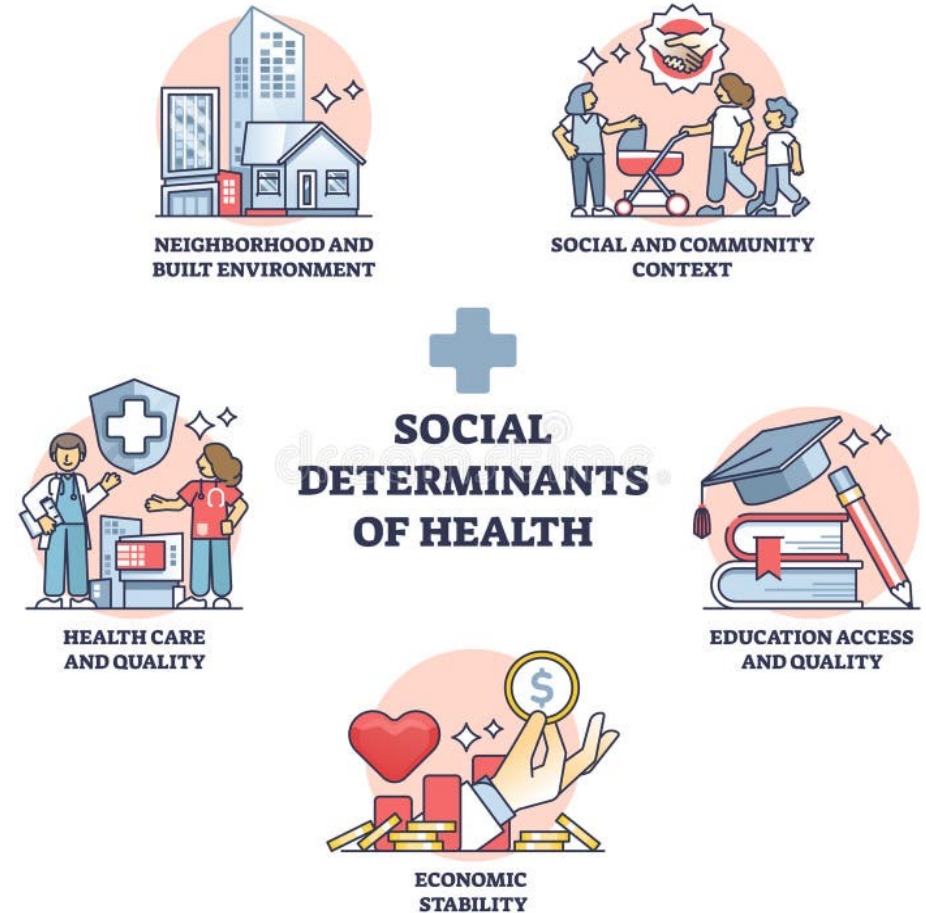 NEIGHBORHOOD AND
BUILT ENVIRONMENT
SOCIAL AND COMMUNITY
CONTEXT
SOCIAL
DETERMINANTS
OF HEALTH
dreamstime.
HEALTH CARE
AND QUALITY
EDUCATION ACCESS
AND QUALITY
$
ECONOMIC
STABILITY